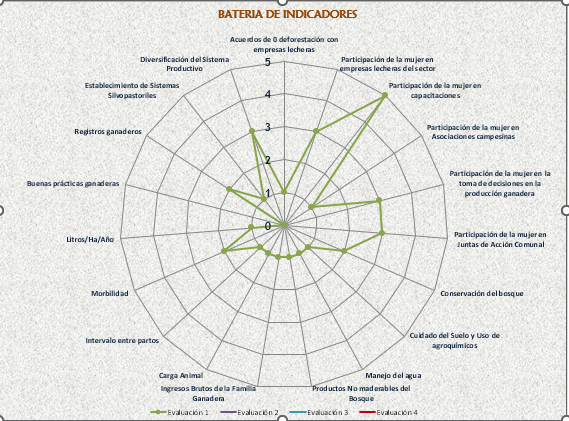 BATERIA DE INDICADORES
Acuerdos de 0 deforestación con
empresas lecheras
Participación de la mujer en
empresas lecheras del sector
Participación de la mujer en
capacitaciones
Participación de la mujer en
Asociaciones campesinas
Participación de la mujer en la
toma de decisiones en la
producción ganadera
Participación de la mujer en
Juntas de Acción Comunal
Conservación del bosque
Cuidado del Suelo y Uso de
agroquímicos
Manejo del agua
Productos No maderables del
Bosque
Ingresos Brutos de la Familia
Ganadera
Carga Animal
Intervalo entre partos
Morbilidad
Litros/Ha/Año
Buenas prácticas ganaderas
Registros ganaderos
Establecimiento de Sistemas
Silvopastoriles
Diversificación del Sistema
Productivo
5
4
3
2
1
0
Evaluación 1 Evaluación 2 Evaluación 3 Evaluación 4